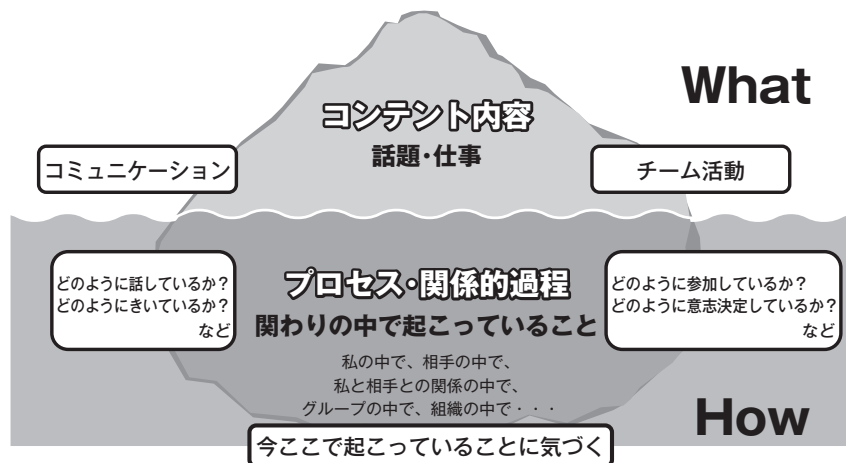 What
コンテント内容
話題・仕事
コミュニケーション
チーム活動
どのように話しているか?
どのようにきいているか?
など
プロセス・関係的過程
関わりの中で起こっていること
私の中で、相手の中で、
私と相手との関係の中で、
グループの中で、組織の中で・・・
どのように参加しているか?
どのように意志決定しているか?
など
How
今ここで起こっていることに気づく